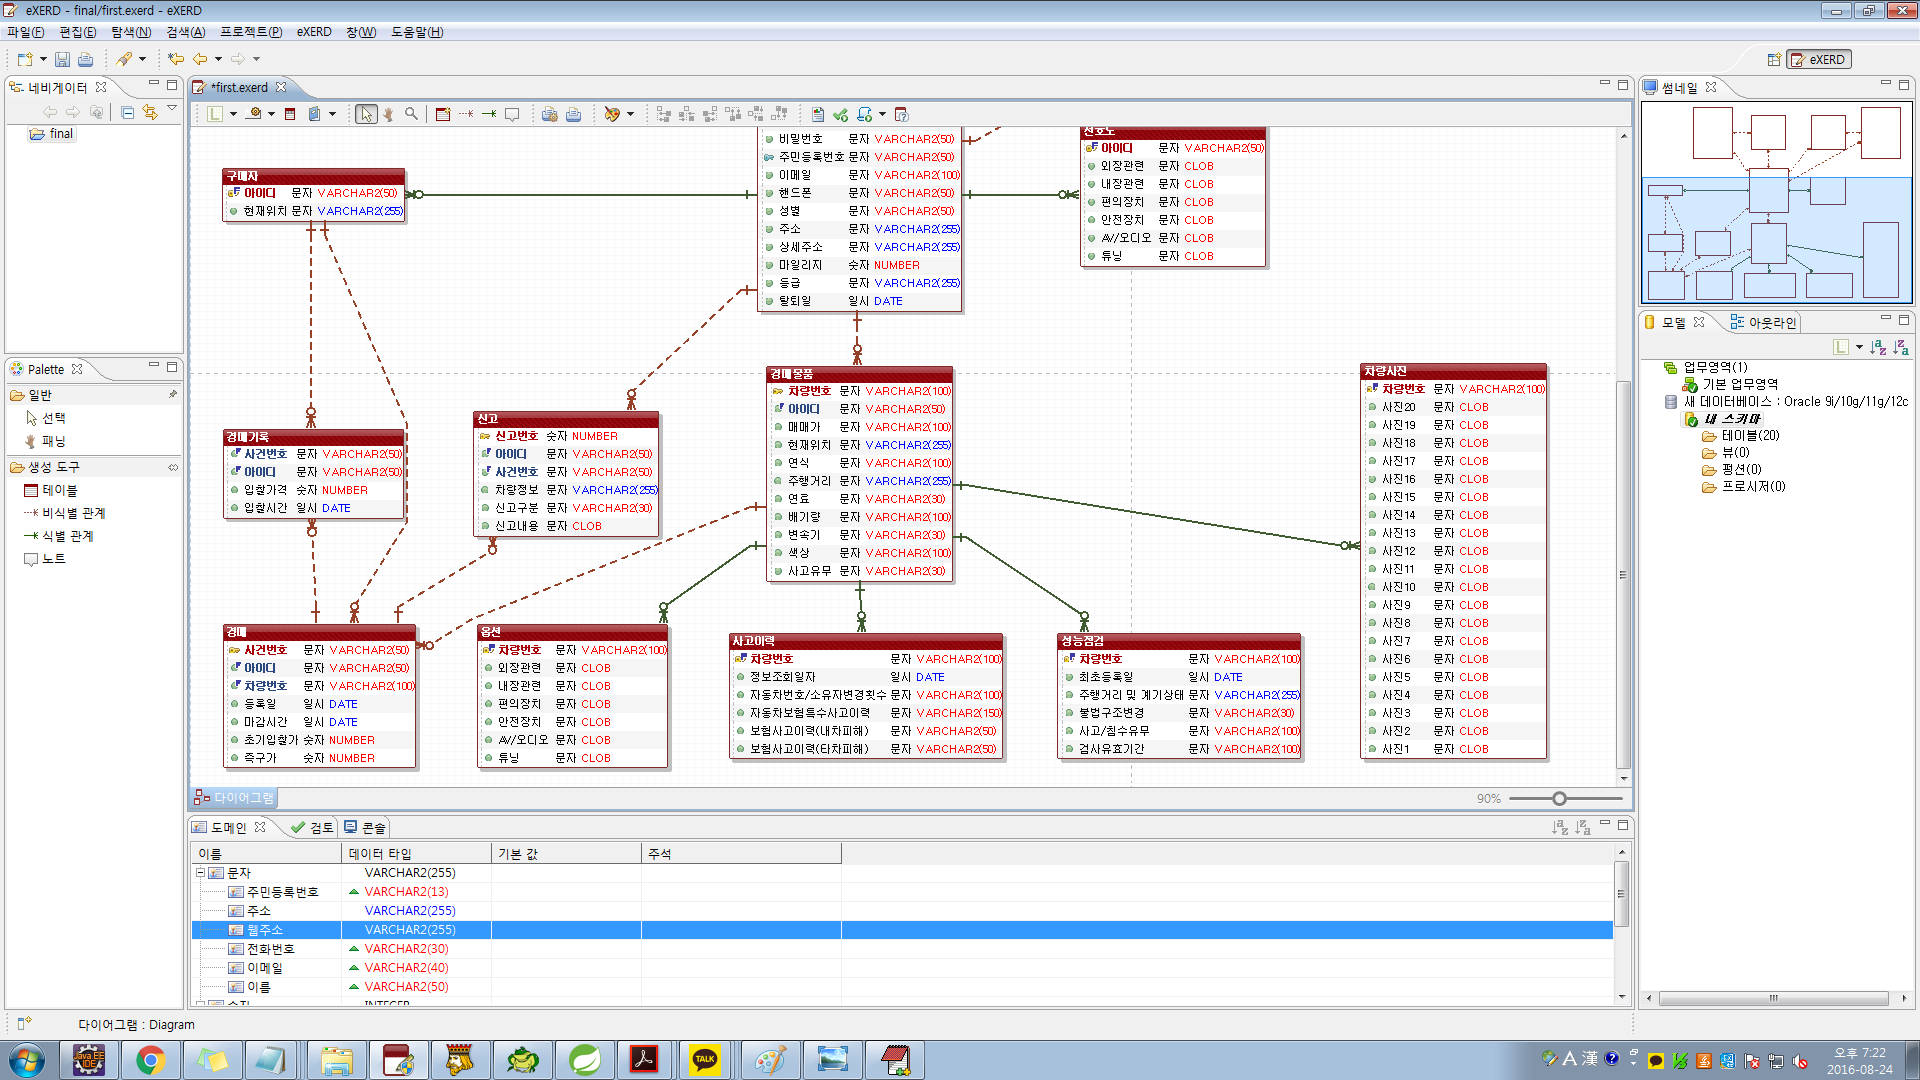 eXERD - final/first.exerd - eXERD
파일(F) 편집(E) 탐색(N) 검색(A) 프로젝트(P) eXERD 창(W) 도움말(H)
eXERD
네비게이터
final
Palette
일반
선택
패닝
생성 도구
테이블
비식별 관계
식별 관계
노트
*first.exerd
구매자
아이디 문자 VARCHAR2(50)
현재위치 문자 VARCHAR2(255)
비밀번호 문자 VARCHAR2(50)
주민등록번호 문자 VARCHAR2(50)
이메일 문자 VARCHAR2(100)
핸드폰 문자 VARCHAR2(50)
성별 문자 VARCHAR2(50)
주소 문자 VARCHAR2(255)
상세주소 문자 VARCHAR2(255)
마일리지 숫자 NUMBER
등급 문자 VARCHAR2(255)
탈퇴일 일시 DATE
선호도
아이디 문자 VARCHAR2(50)
외장관련 문자 CLOB
내장관련 문자 CLOB
편의장치 문자 CLOB
안전장치 문자 CLOB
AV/오디오 문자 CLOB
튜닝 문자 CLOB
경매기록
사건번호 문자 VARCHAR2(50)
아이디 문자 VARCHAR2(50)
입찰가격 숫자 NUMBER
입찰시간 일시 DATE
신고
신고번호 숫자 NUMBER
아이디 문자 VARCHAR2(50)
사건번호 문자 VARCHAR2(50)
차량정보 문자 VARCHAR2(255)
신고구분 문자 VARCHAR2(30)
신고내용 문자 CLOB
경매물품
차량번호 문자 VARCHAR2(100)
아이디 문자 VARCHAR2(50)
매매가 문자 VARCHAR2(100)
현재위치 문자 VARCHAR2(255)
연식 문자 VARCHAR2(100)
주행거리 문자 VARCHAR2(255)
연료 문자 VARCHAR2(30)
배기량 문자 VARCHAR2(100)
변속기 문자 VARCHAR2(30)
색상 문자 VARCHAR2(100)
사고유무 문자 VARCHAR2(30)
차량사진
차량번호 문자 VARCHAR2(100)
사진20 문자 CLOB
사진19 문자 CLOB
사진18 문자 CLOB
사진17 문자 CLOB
사진16 문자 CLOB
사진15 문자 CLOB
사진14 문자 CLOB
사진13 문자 CLOB
사진12 문자 CLOB
사진11 문자 CLOB
사진10 문자 CLOB
사진9 문자 CLOB
사진8 문자 CLOB
사진7 문자 CLOB
사진6 문자 CLOB
사진5 문자 CLOB
사진4 문자 CLOB
사진3 문자 CLOB
사진2 문자 CLOB
사진1 문자 CLOB
경매
사건번호 문자 VARCHAR2(50)
아이디 문자 VARCHAR2(50)
차량번호 문자 VARCHAR2(100)
등록일 일시 DATE
마감시간 일시 DATE
초기입찰가 숫자 NUMBER
즉구가 숫자 NUMBER
옵션
차량번호 문자 VARCHAR2(100)
외장관련 문자 CLOB
내장관련 문자 CLOB
편의장치 문자 CLOB
안전장치 문자 CLOB
AV/오디오 문자 CLOB
튜닝 문자 CLOB
사고이력
차량번호 문자 VARCHAR2(100)
정보조회일자 일시 DATE
자동차번호/소유자변경횟수 문자 VARCHAR2(100)
자동차보험특수사고이력 문자 VARCHAR2(150)
보험사고이력(내차피해) 문자 VARCHAR2(50)
보험사고이력(타차피해) 문자 VARCHAR2(50)
성능점검
차량번호 문자 VARCHAR2(100)
최초등록일 일시 DATE
주행거리 및 계기상태 문자 VARCHAR2(255)
불법구조변경 문자 VARCHAR2(30)
사고/침수유무 문자 VARCHAR2(100)
검사유효기간 문자 VARCHAR2(100)
다이어그램
90%
썸네일
모델 아웃라인
업무영역(1)
기본 업무영역
새 데이터베이스 : Oracle 9i/10g/11g/12c
내 스키마
테이블(20)
뷰(0)
펑션(0)
프로시저(0)
도메인 검토 콘솔
이름 데이터 타입 기본 값 주석
문자 VARCHAR2(255)
주민등록번호 VARCHAR2(13)
주소 VARCHAR2(255)
웹주소 VARCHAR2(255)
전화번호 VARCHAR2(30)
이메일 VARCHAR2(40)
이름 VARCHAR2(50)
숫자 INTEGER
다이어그램 : Diagram
Java EE
IDE
TALK
A 漢
오후 7:22
2016-08-24